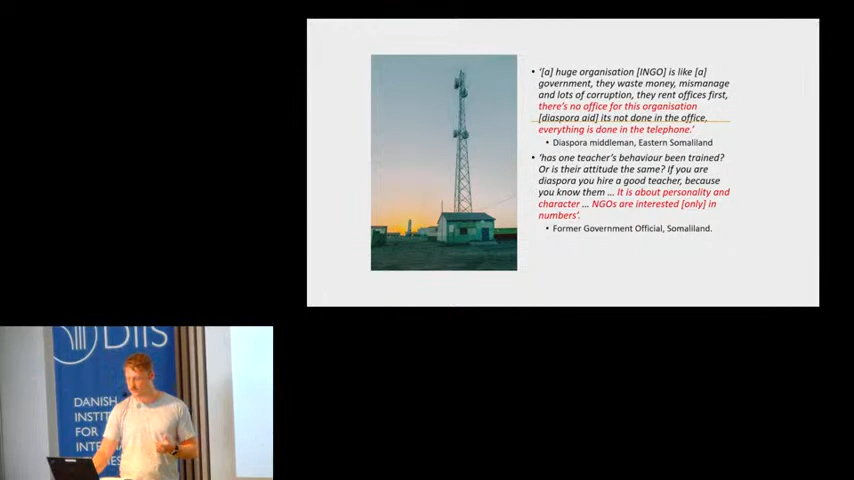 • '[a] huge organisation [INGO] is like [a]
government, they waste money, mismanage
and lots of corruption, they rent offices first,
there's no office for this organisation
[diaspora aid] its not done in the office,
everything is done in the telephone.'
• Diaspora middleman, Eastern Somaliland
• 'has one teacher's behaviour been trained?
Or is their attitude the same? If you are
diaspora you hire a good teacher, because
you know them ... It is about personality and
character ... NGOs are interested [only] in
numbers'.
• Former Government Official, Somaliland.
DIIS
DANISH
FOR